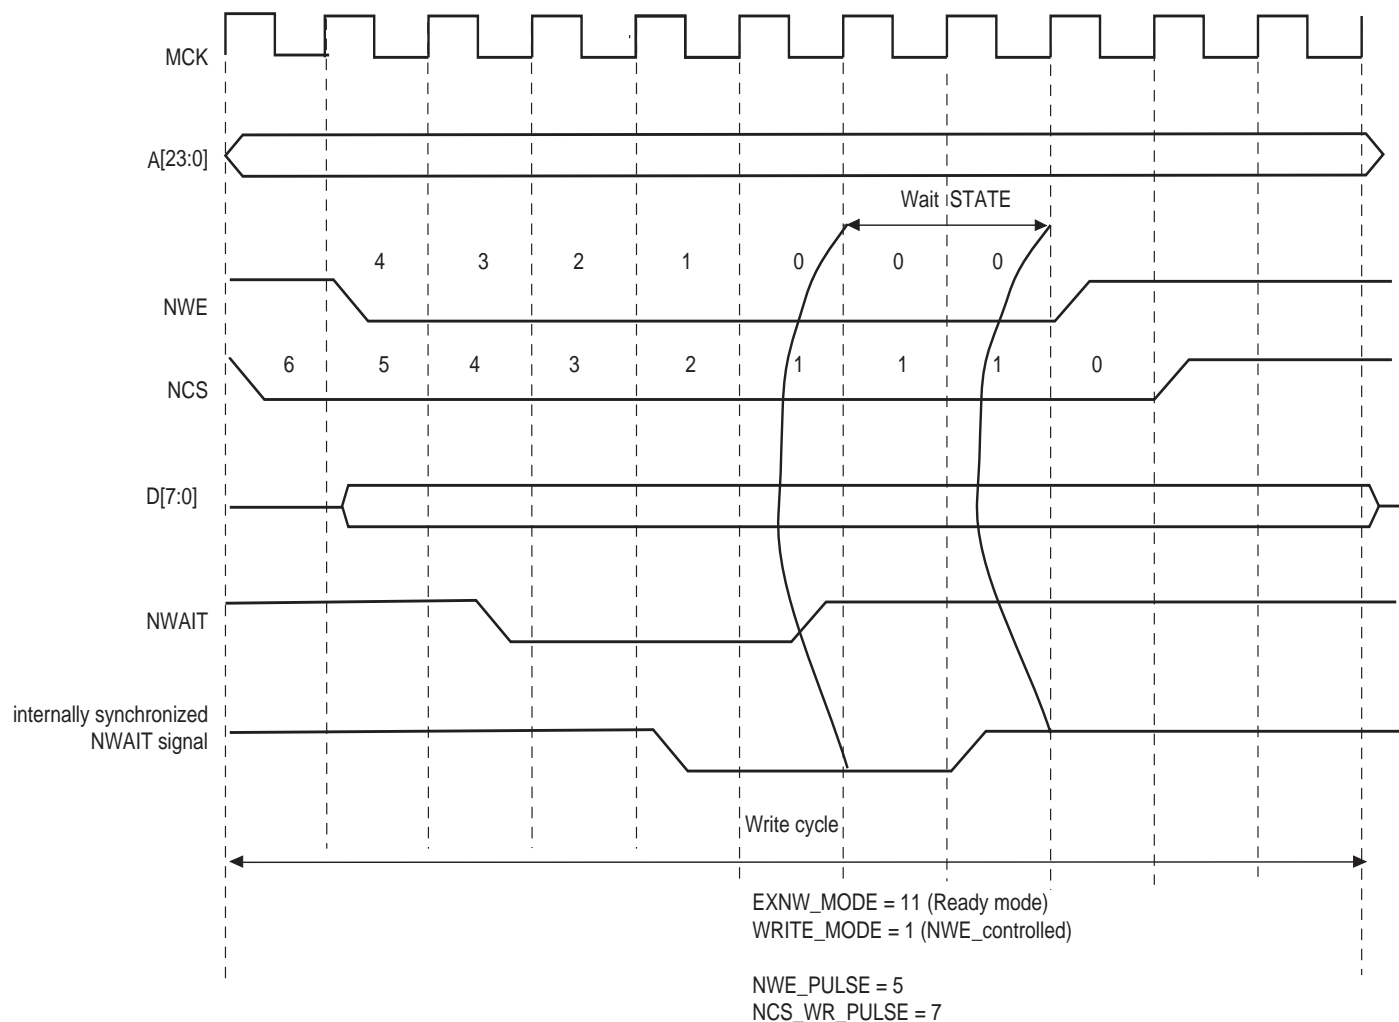 MCK
A[23:0]
Wait STATE
4 3 2 1 0 0 0
NWE
6 5 4 3 2 1 1 1 0
NCS
D[7:0]
NWAIT
internally synchronized
NWAIT signal
Write cycle
EXNW_MODE = 11 (Ready mode)
WRITE_MODE = 1 (NWE_controlled)
NWE_PULSE = 5
NCS_WR_PULSE = 7